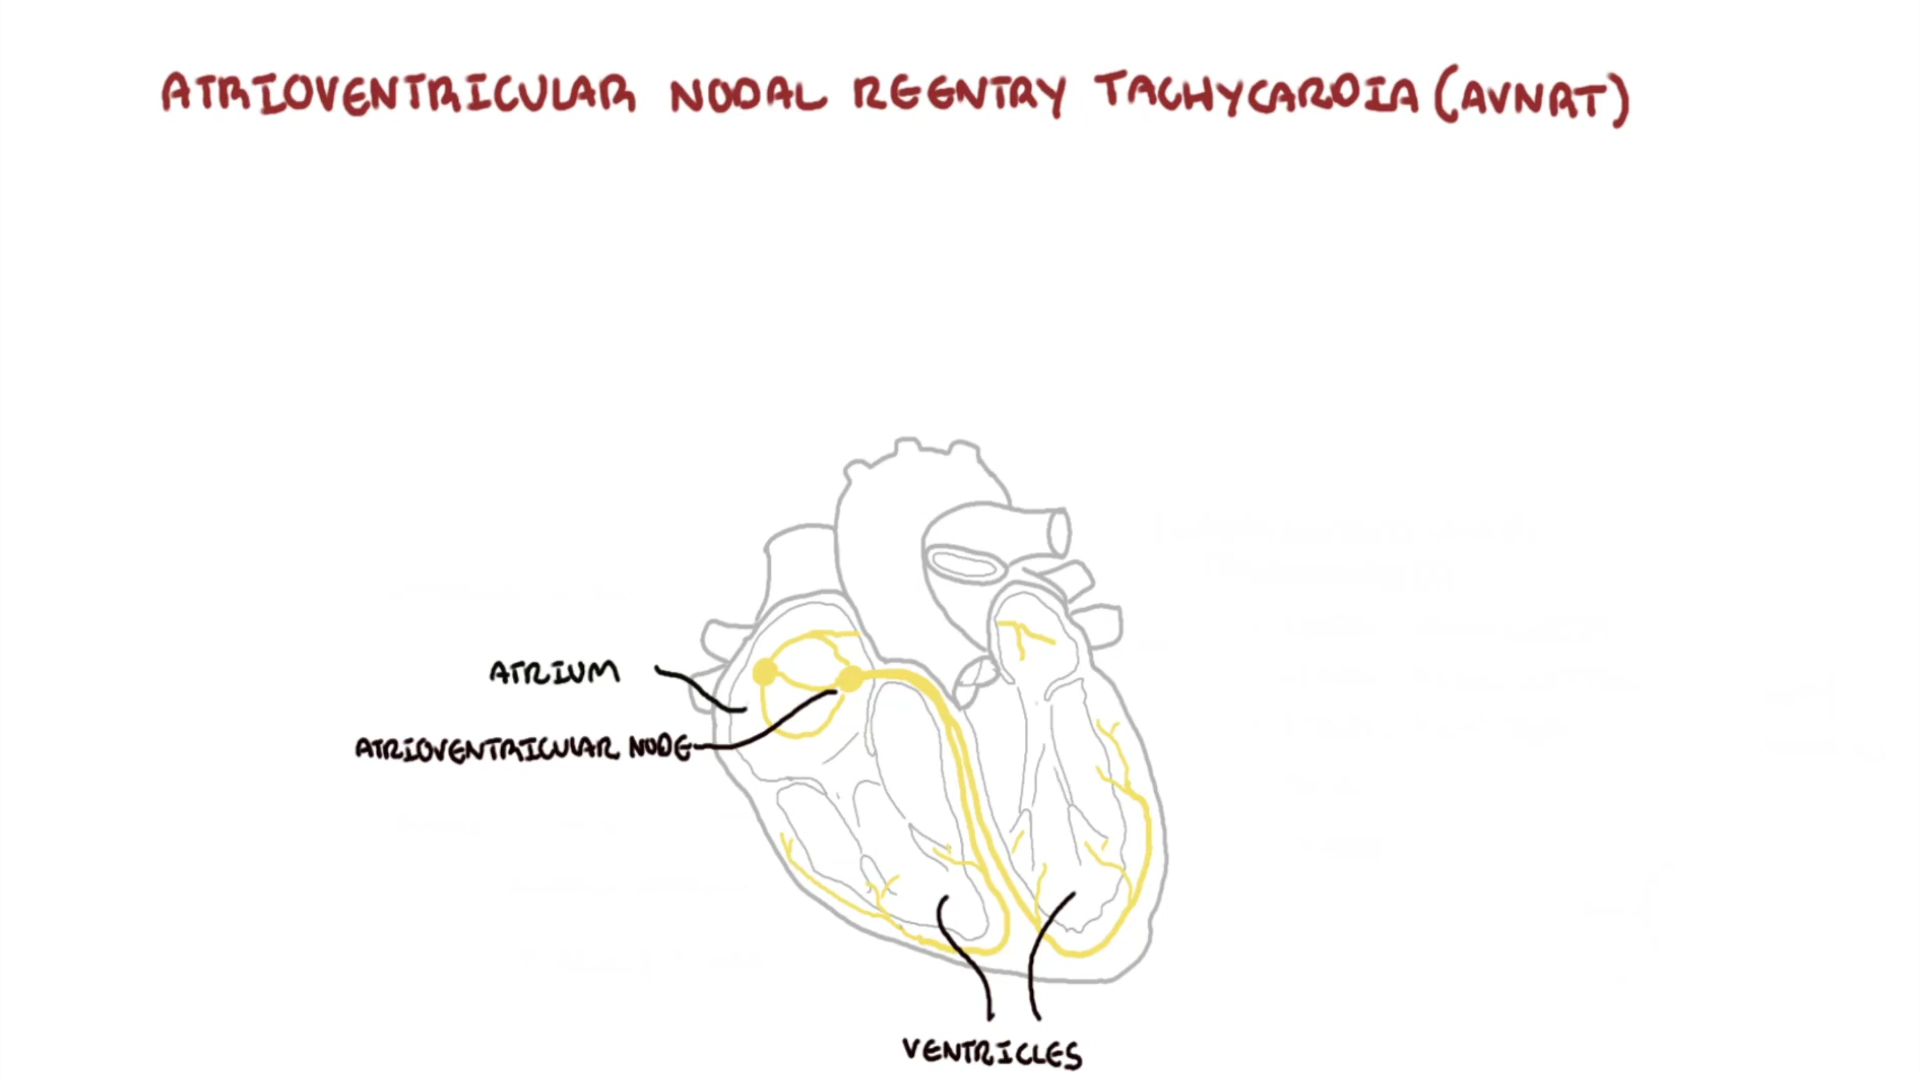 ATRIOVENTRICULAR NODAL REENTRY TACHYCARDIA (AVNRT)
ATRIUM
ATRIOVENTRICULAR NODE
VENTRICLES